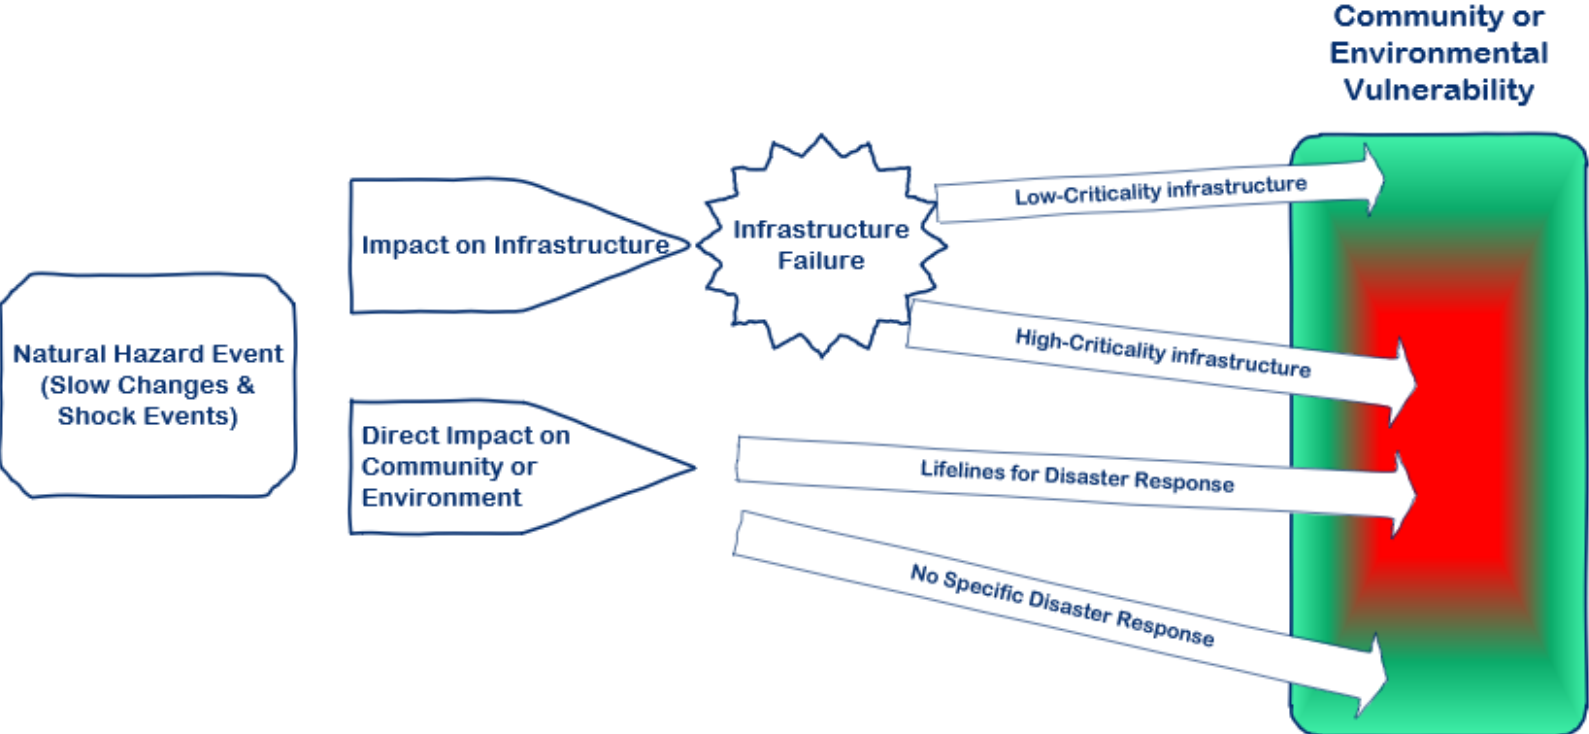 Community or
Environmental
Vulnerability
Low-Criticality infrastructure
Impact on Infrastructure
Infrastructure
Failure
High-Criticality infrastructure
Natural Hazard Event
(Slow Changes &
Shock Events)
Direct Impact on
Community or
Environment
Lifelines for Disaster Response
No Specific Disaster Response